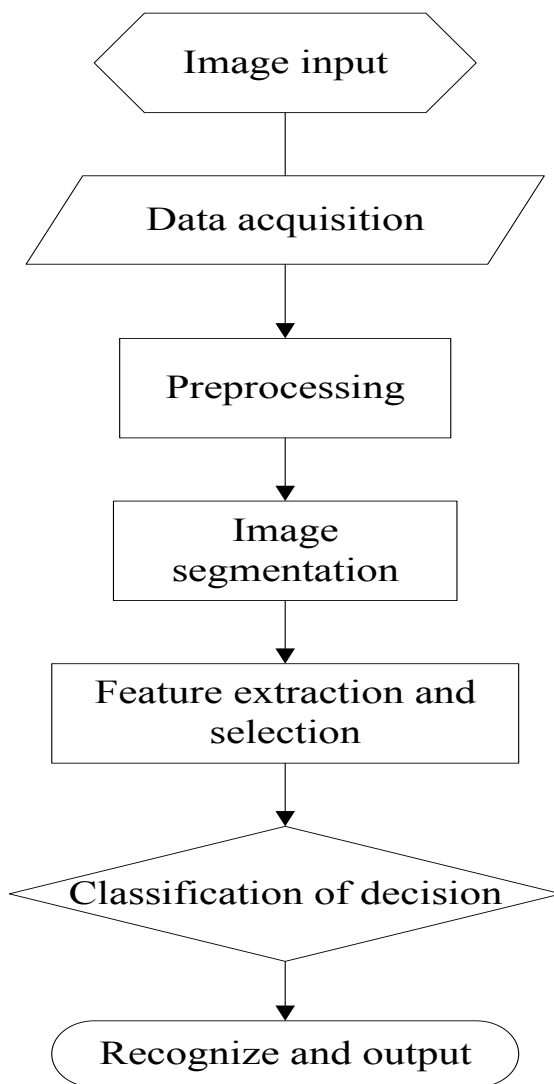 Image input
Data acquisition
Preprocessing
Image
segmentation
Feature extraction and
selection
Classification of decision
Recognize and output